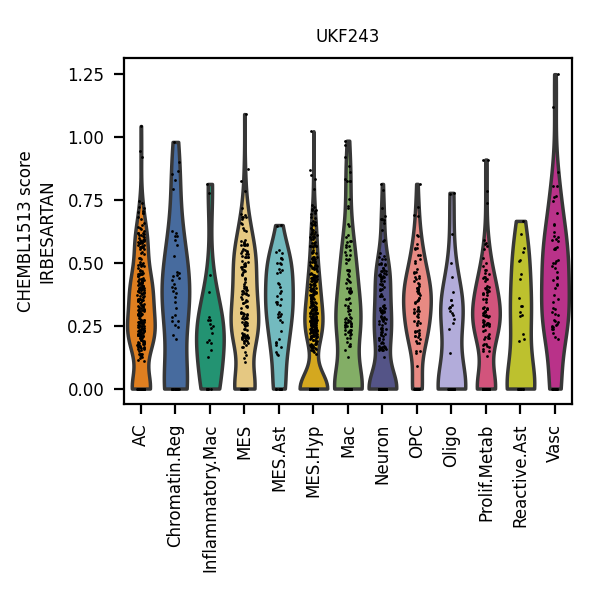 UKF243
CHEMBL1513 score
IRBESARTAN
1.25
1.00
0.75
0.50
0.25
0.00
AC
Chromatin.Reg
Inflammatory.Mac
MES
MES.Ast
MES.Hyp
Mac
Neuron
OPC
Oligo
Prolif.Metab
Reactive.Ast
Vasc